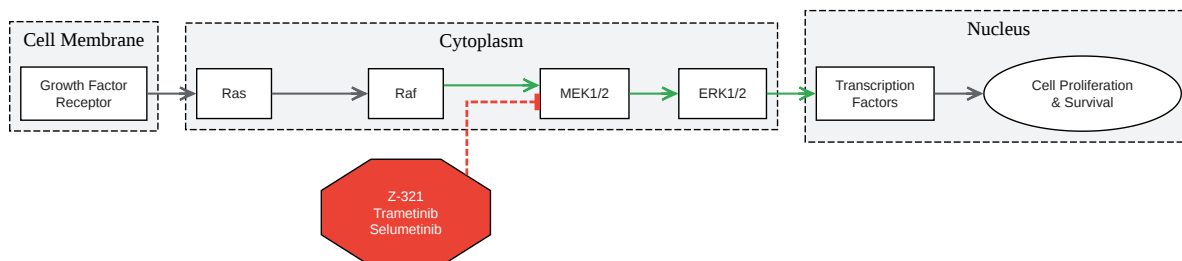 Cell Membrane
Growth Factor
Receptor
Cytoplasm
Ras
Raf
MEK1/2
ERK1/2
Nucleus
Transcription
Factors
Cell Proliferation
& Survival
Z-321
Trametinib
Selumetinib